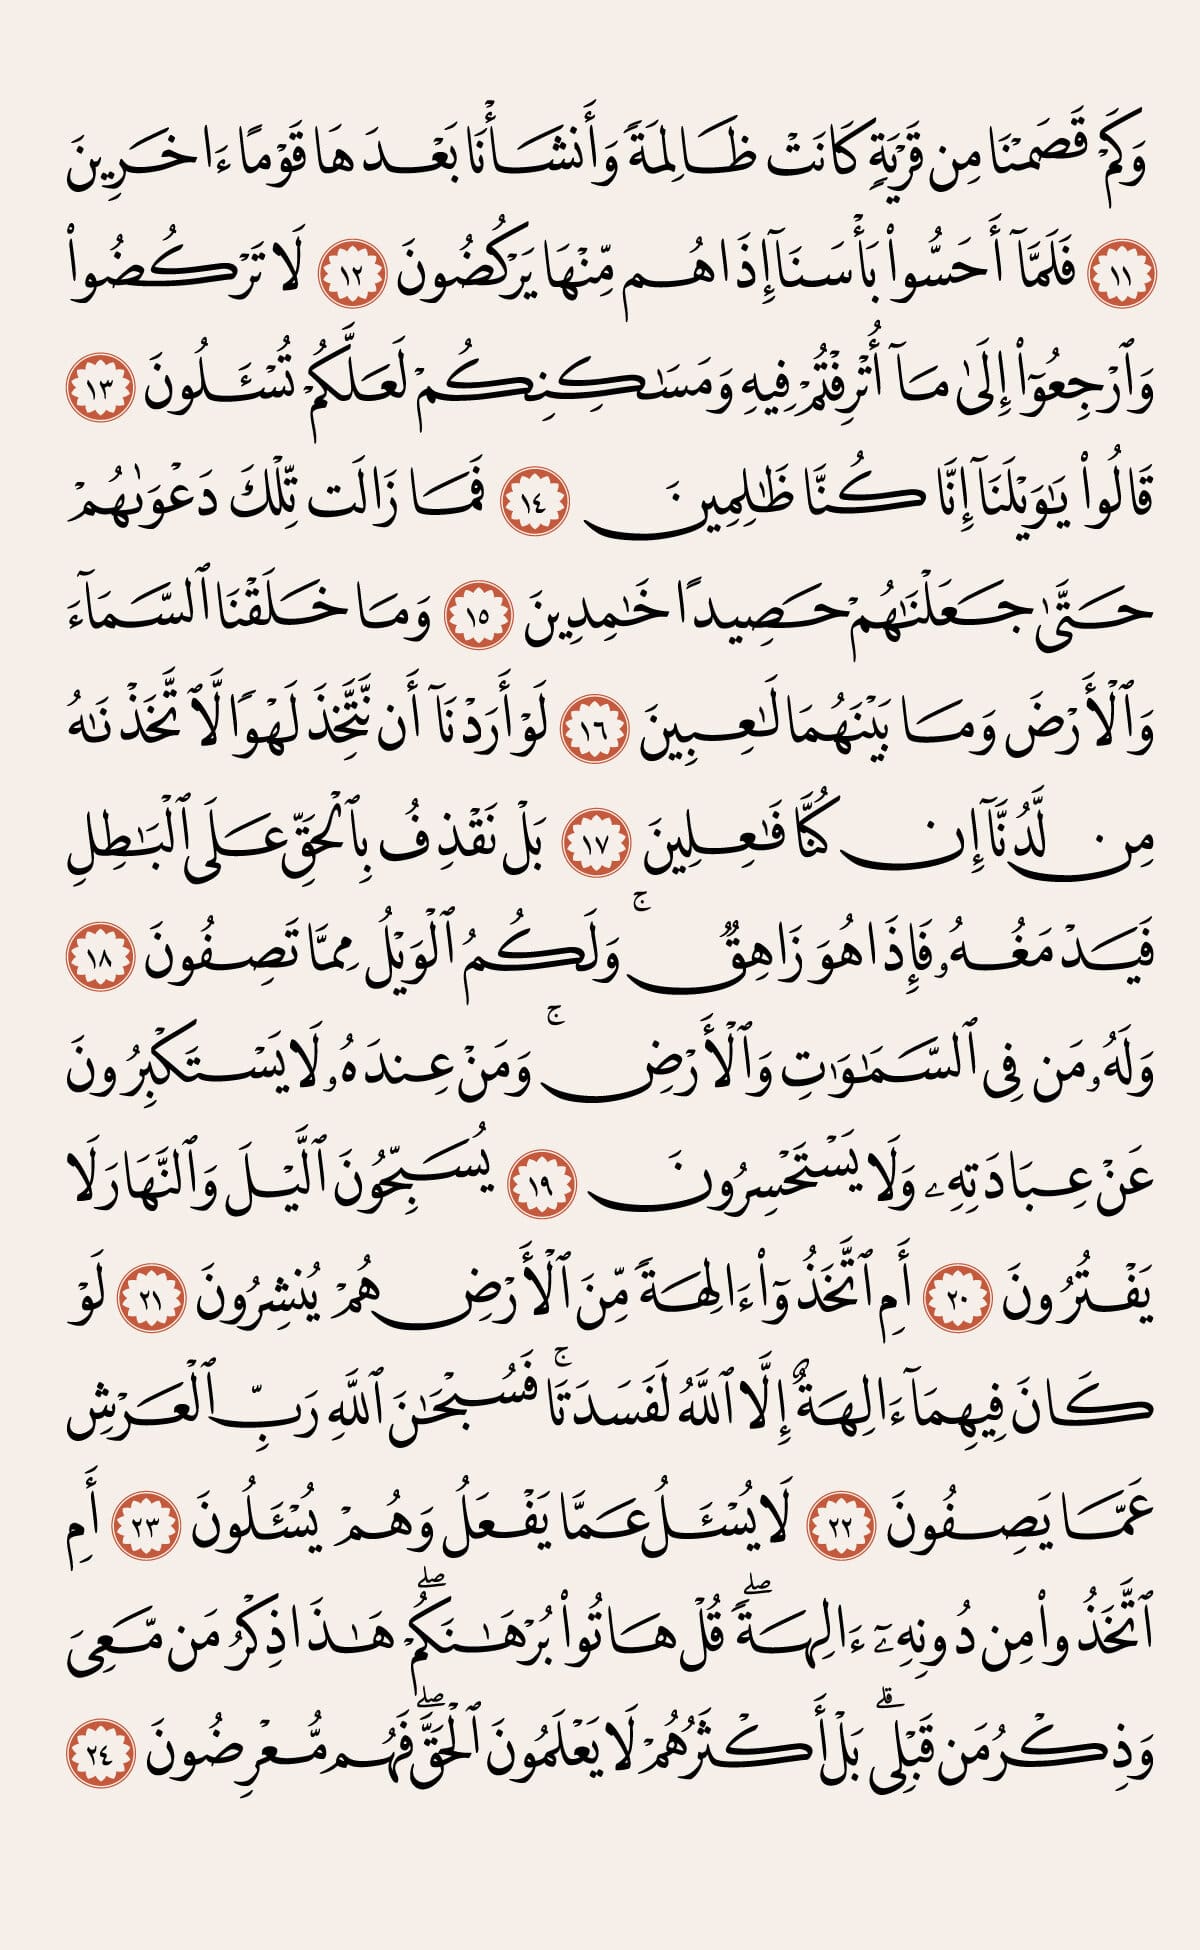 وَكَمْ قَصَمْنَا مِن قَرْيَةٍ كَانَتْ ظَالِمَةً وَأَنشَأْنَا بَعْدَهَا قَوْمًا ءَاخَرِينَ
١١ فَلَمَّآ أَحَسُّوا۟ بَأْسَنَآ إِذَا هُم مِّنْهَا يَرْكُضُونَ ١٢ لَا تَرْكُضُوا۟
وَٱرْجِعُوٓا۟ إِلَىٰ مَآ أُتْرِفْتُمْ فِيهِ وَمَسَـٰكِنِكُمْ لَعَلَّكُمْ تُسْـَٔلُونَ ١٣
قَالُوا۟ يَـٰوَيْلَنَآ إِنَّا كُنَّا ظَـٰلِمِينَ ١٤ فَمَا زَالَت تِّلْكَ دَعْوَىٰهُمْ
حَتَّىٰ جَعَلْنَـٰهُمْ حَصِيدًا خَـٰمِدِينَ ١٥ وَمَا خَلَقْنَا ٱلسَّمَآءَ
وَٱلْأَرْضَ وَمَا بَيْنَهُمَا لَـٰعِبِينَ ١٦ لَوْ أَرَدْنَآ أَن نَّتَّخِذَ لَهْوًا لَّٱتَّخَذْنَـٰهُ
مِن لَّدُنَّآ إِن كُنَّا فَـٰعِلِينَ ١٧ بَلْ نَقْذِفُ بِٱلْحَقِّ عَلَى ٱلْبَـٰطِلِ
فَيَدْمَغُهُۥ فَإِذَا هُوَ زَاهِقٌ ۚ وَلَكُمُ ٱلْوَيْلُ مِمَّا تَصِفُونَ ١٨
وَلَهُۥ مَن فِى ٱلسَّمَـٰوَٰتِ وَٱلْأَرْضِ ۚ وَمَنْ عِندَهُۥ لَا يَسْتَكْبِرُونَ
عَنْ عِبَادَتِهِۦ وَلَا يَسْتَحْسِرُونَ ١٩ يُسَبِّحُونَ ٱلَّيْلَ وَٱلنَّهَارَ لَا
يَفْتُرُونَ ٢٠ أَمِ ٱتَّخَذُوٓا۟ ءَالِهَةً مِّنَ ٱلْأَرْضِ هُمْ يُنشِرُونَ ٢١ لَوْ
كَانَ فِيهِمَآ ءَالِهَةٌ إِلَّا ٱللَّهُ لَفَسَدَتَا ۚ فَسُبْحَـٰنَ ٱللَّهِ رَبِّ ٱلْعَرْشِ
عَمَّا يَصِفُونَ ٢٢ لَا يُسْـَٔلُ عَمَّا يَفْعَلُ وَهُمْ يُسْـَٔلُونَ ٢٣ أَمِ
ٱتَّخَذُوا۟ مِن دُونِهِۦٓ ءَالِهَةً ۖ قُلْ هَاتُوا۟ بُرْهَـٰنَكُمْ ۖ هَـٰذَا ذِكْرُ مَن مَّعِىَ
وَذِكْرُ مَن قَبْلِى ۗ بَلْ أَكْثَرُهُمْ لَا يَعْلَمُونَ ٱلْحَقَّ ۖ فَهُم مُّعْرِضُونَ ٢٤